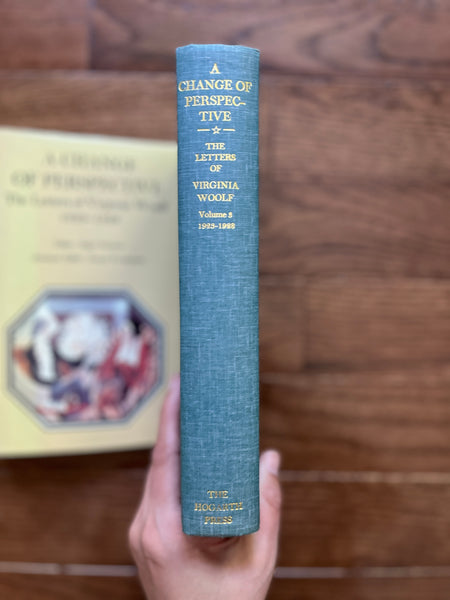 A
CHANGE OF
PERSPEC-
TIVE
THE
LETTERS
OF
VIRGINIA
WOOLF
Volume 3
1923-1928
THE
HOGARTH
PRESS
A CHANGE
OF PERSPECTIVE
The Letters of Virginia Woolf